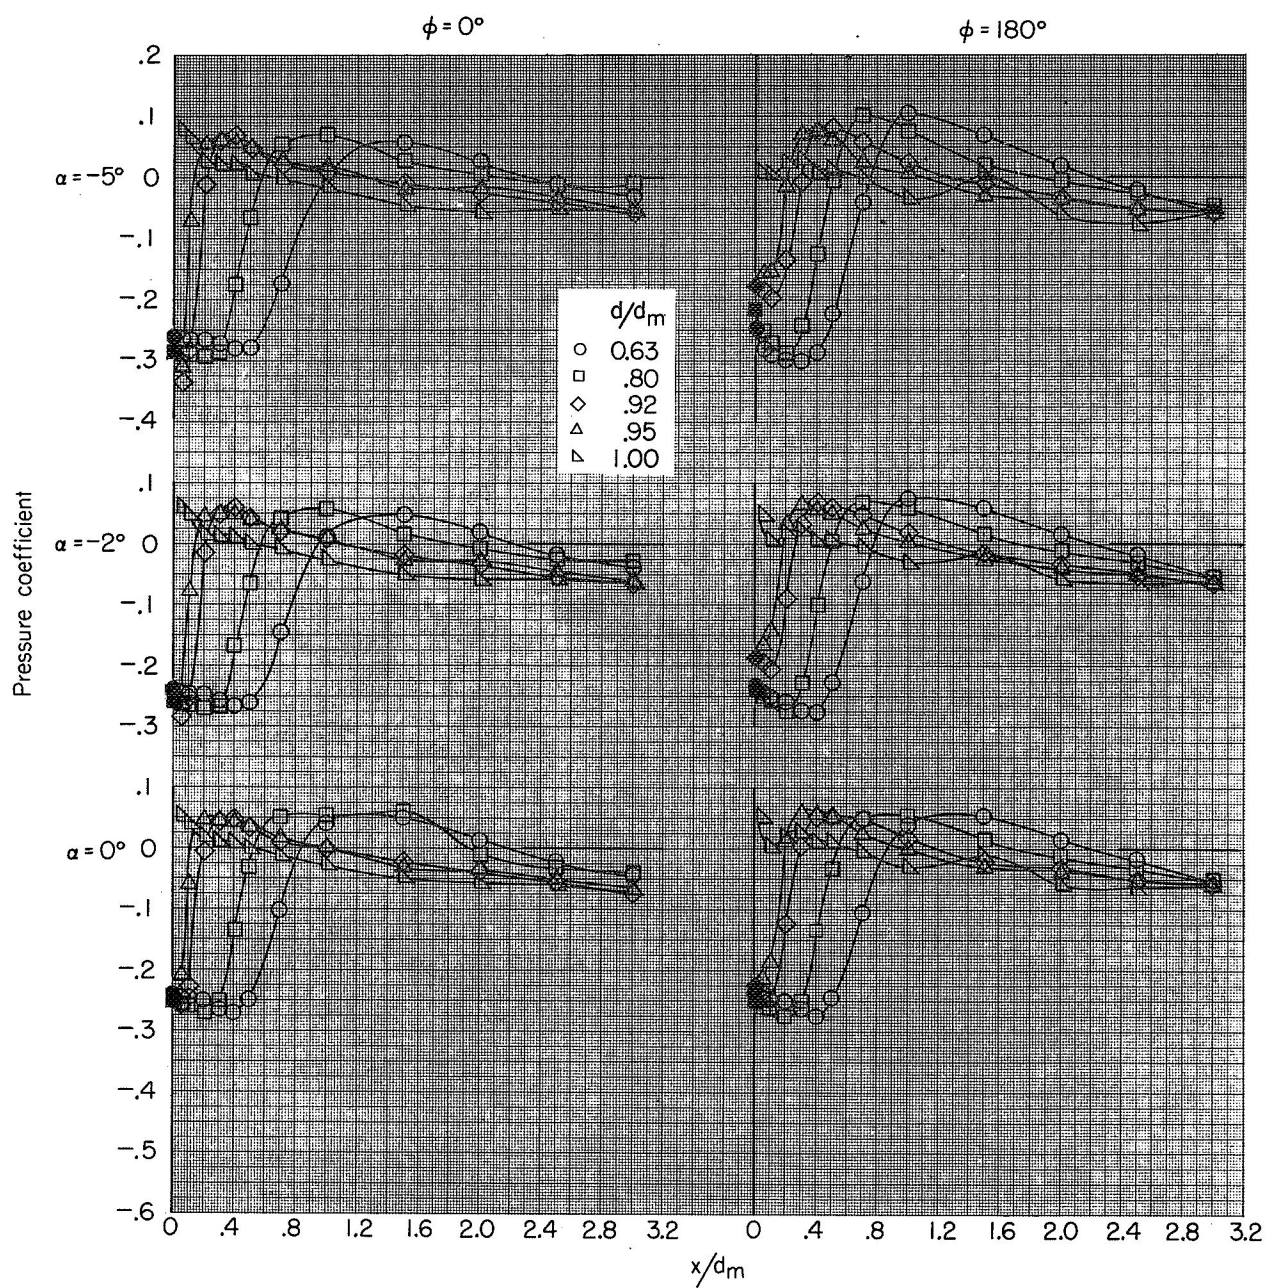 ϕ = 0°
ϕ = 180°
.2
.1
α = -5° 0
-.1
-.2
-.3
-.4
d/dm
0.63
.80
.92
.95
1.00
.1
α = -2° 0
-.1
-.2
-.3
.1
α = 0° 0
-.1
-.2
-.3
-.4
-.5
-.6
Pressure coefficient
0 .4 .8 1.2 1.6 2.0 2.4 2.8 3.2
0 .4 .8 1.2 1.6 2.0 2.4 2.8 3.2
x/dm